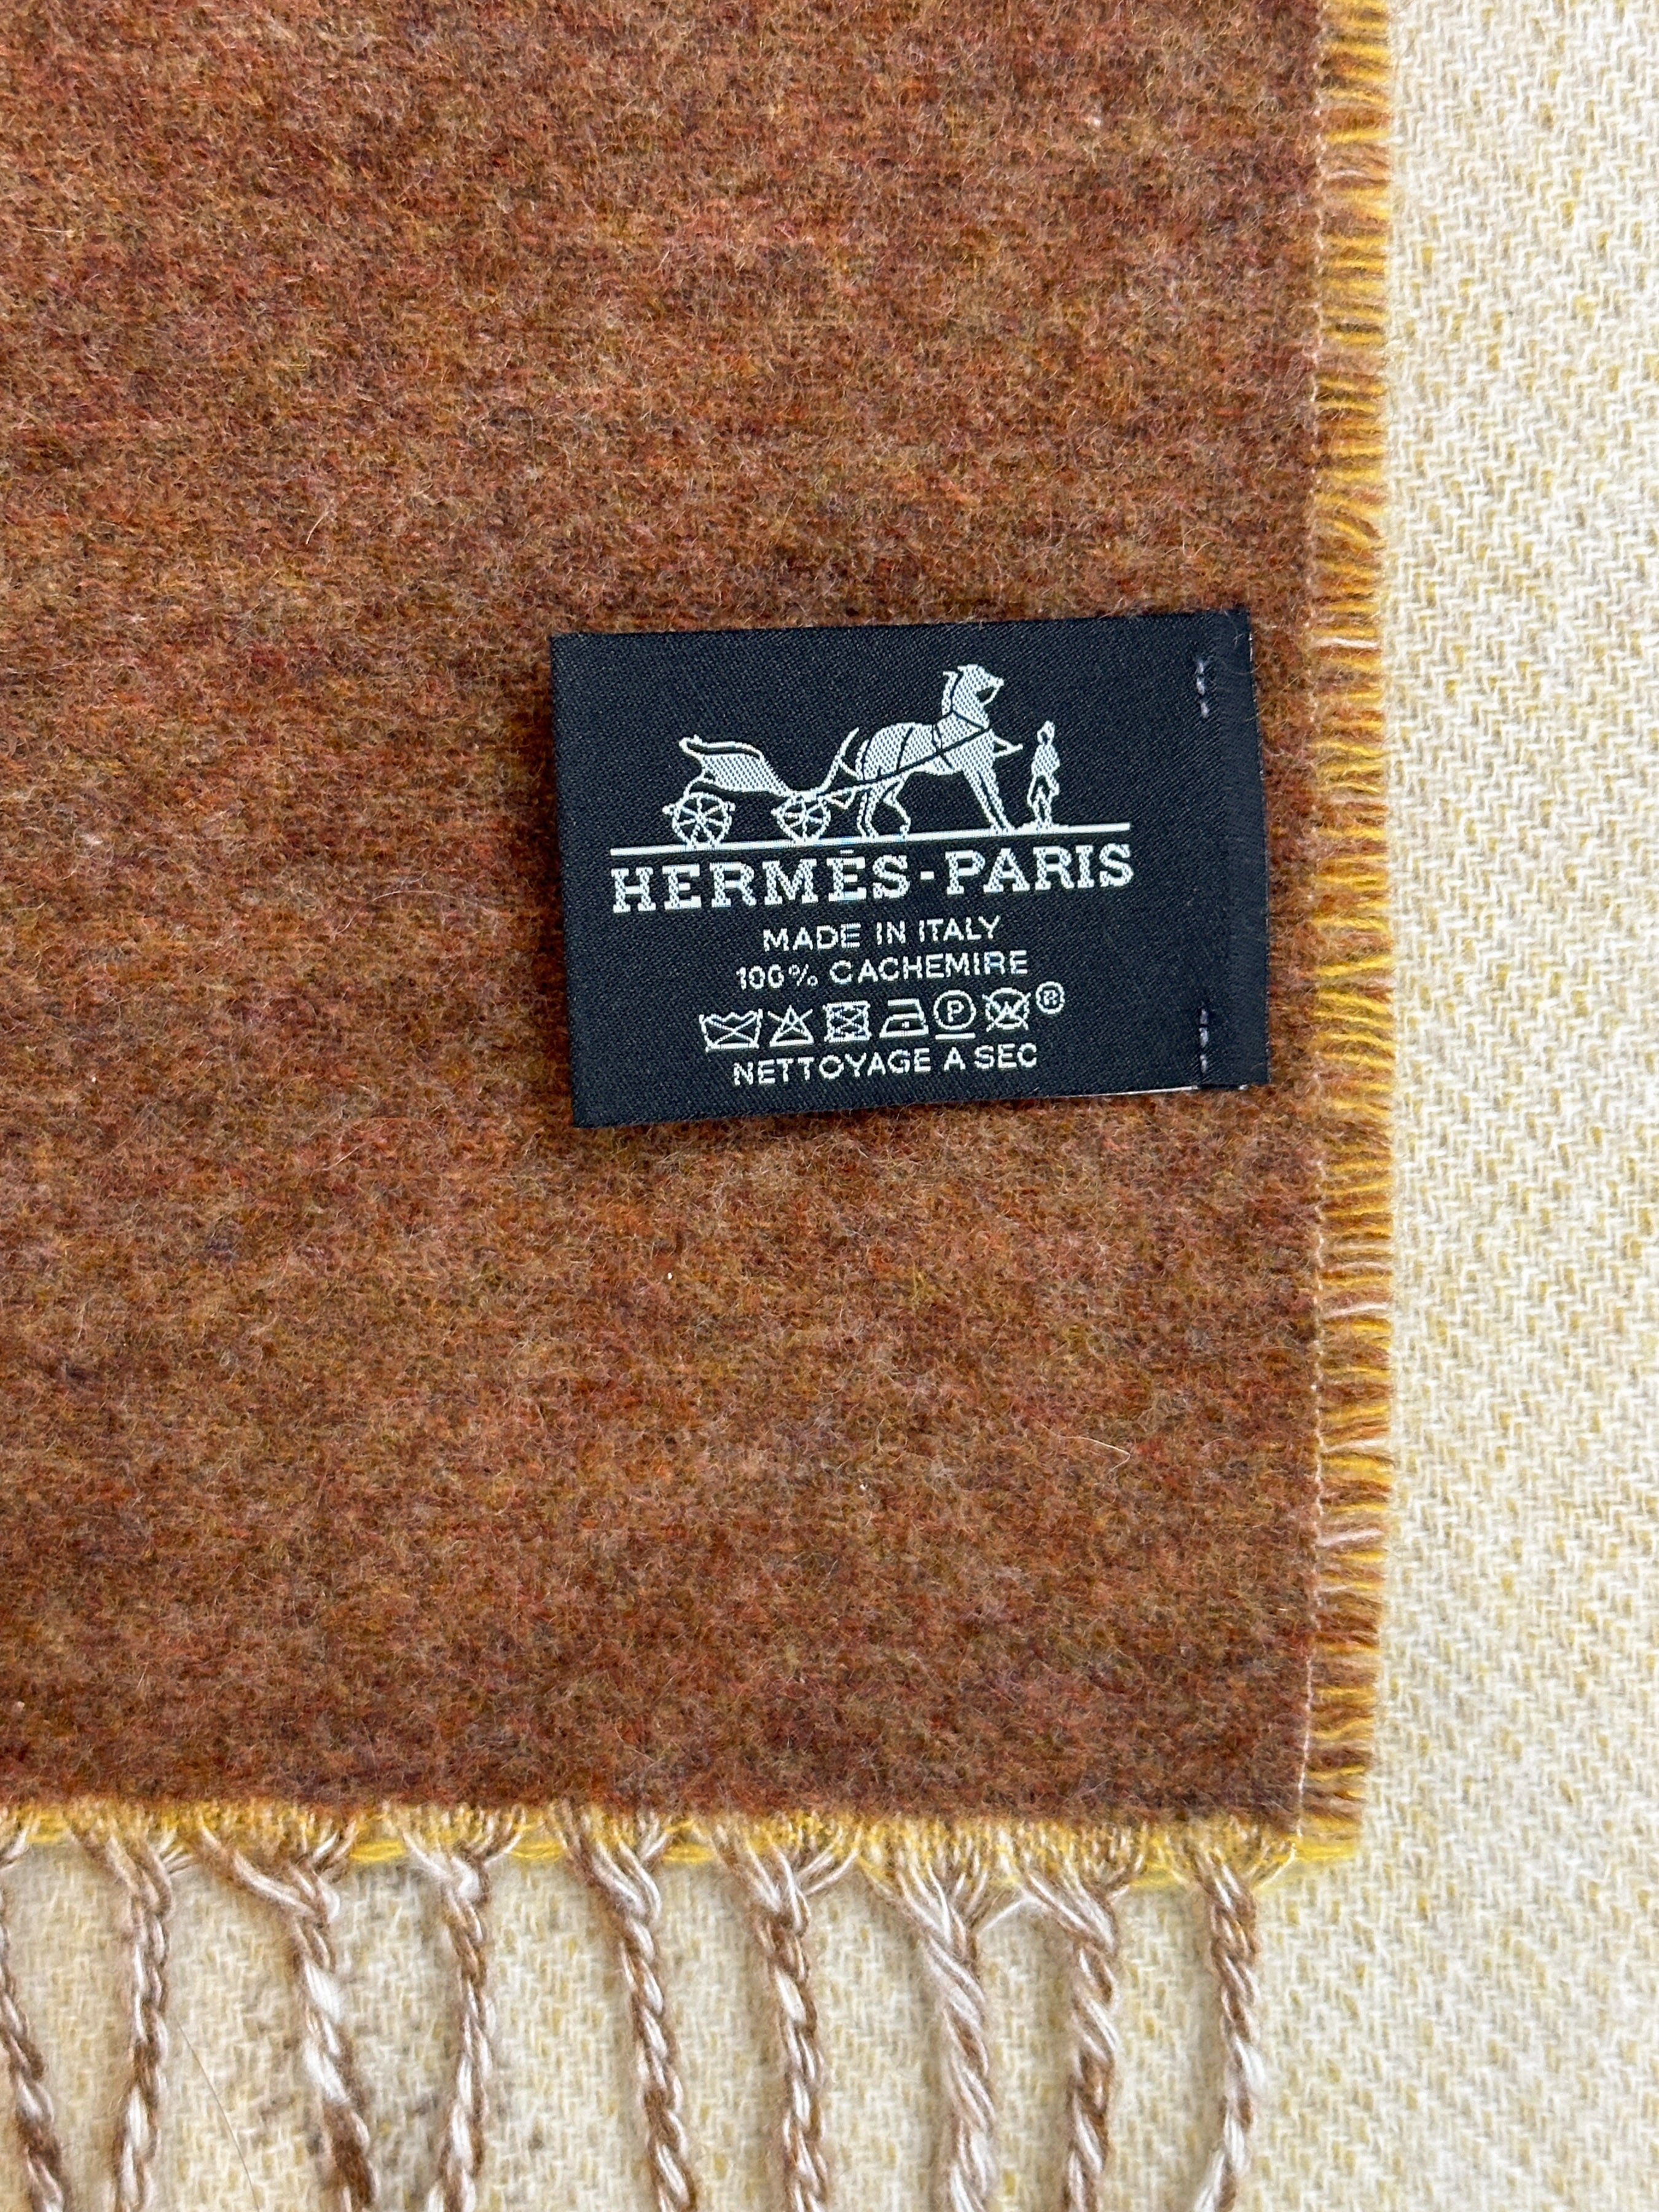 HERMÈS-PARIS
MADE IN ITALY
100% CACHEMIRE
P W ®
NETTOYAGE A SEC